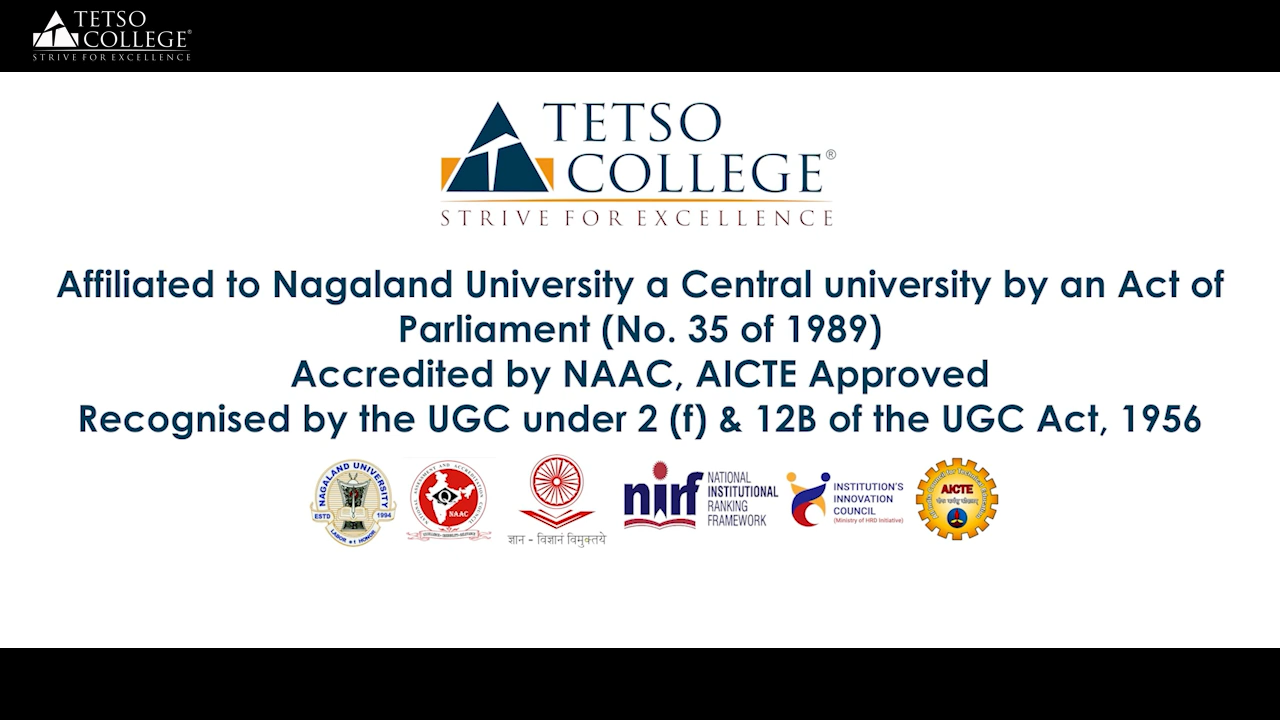 TETSO
COLLEGE®
STRIVE FOR EXCELLENCE
TETSO
COLLEGE®
STRIVE FOR EXCELLENCE
Affiliated to Nagaland University a Central university by an Act of
Parliament (No. 35 of 1989)
Accredited by NAAC, AICTE Approved
Recognised by the UGC under 2 (f) & 12B of the UGC Act, 1956
NAGALAND UNIVERSITY
ESTD 1994
LABOR ET HONOR
NAAC
ज्ञान - विज्ञानं विमुक्तये
nirf
NATIONAL
INSTITUTIONAL
RANKING
FRAMEWORK
INSTITUTION'S
INNOVATION
COUNCIL
(Ministry of HRD Initiative)
AICTE